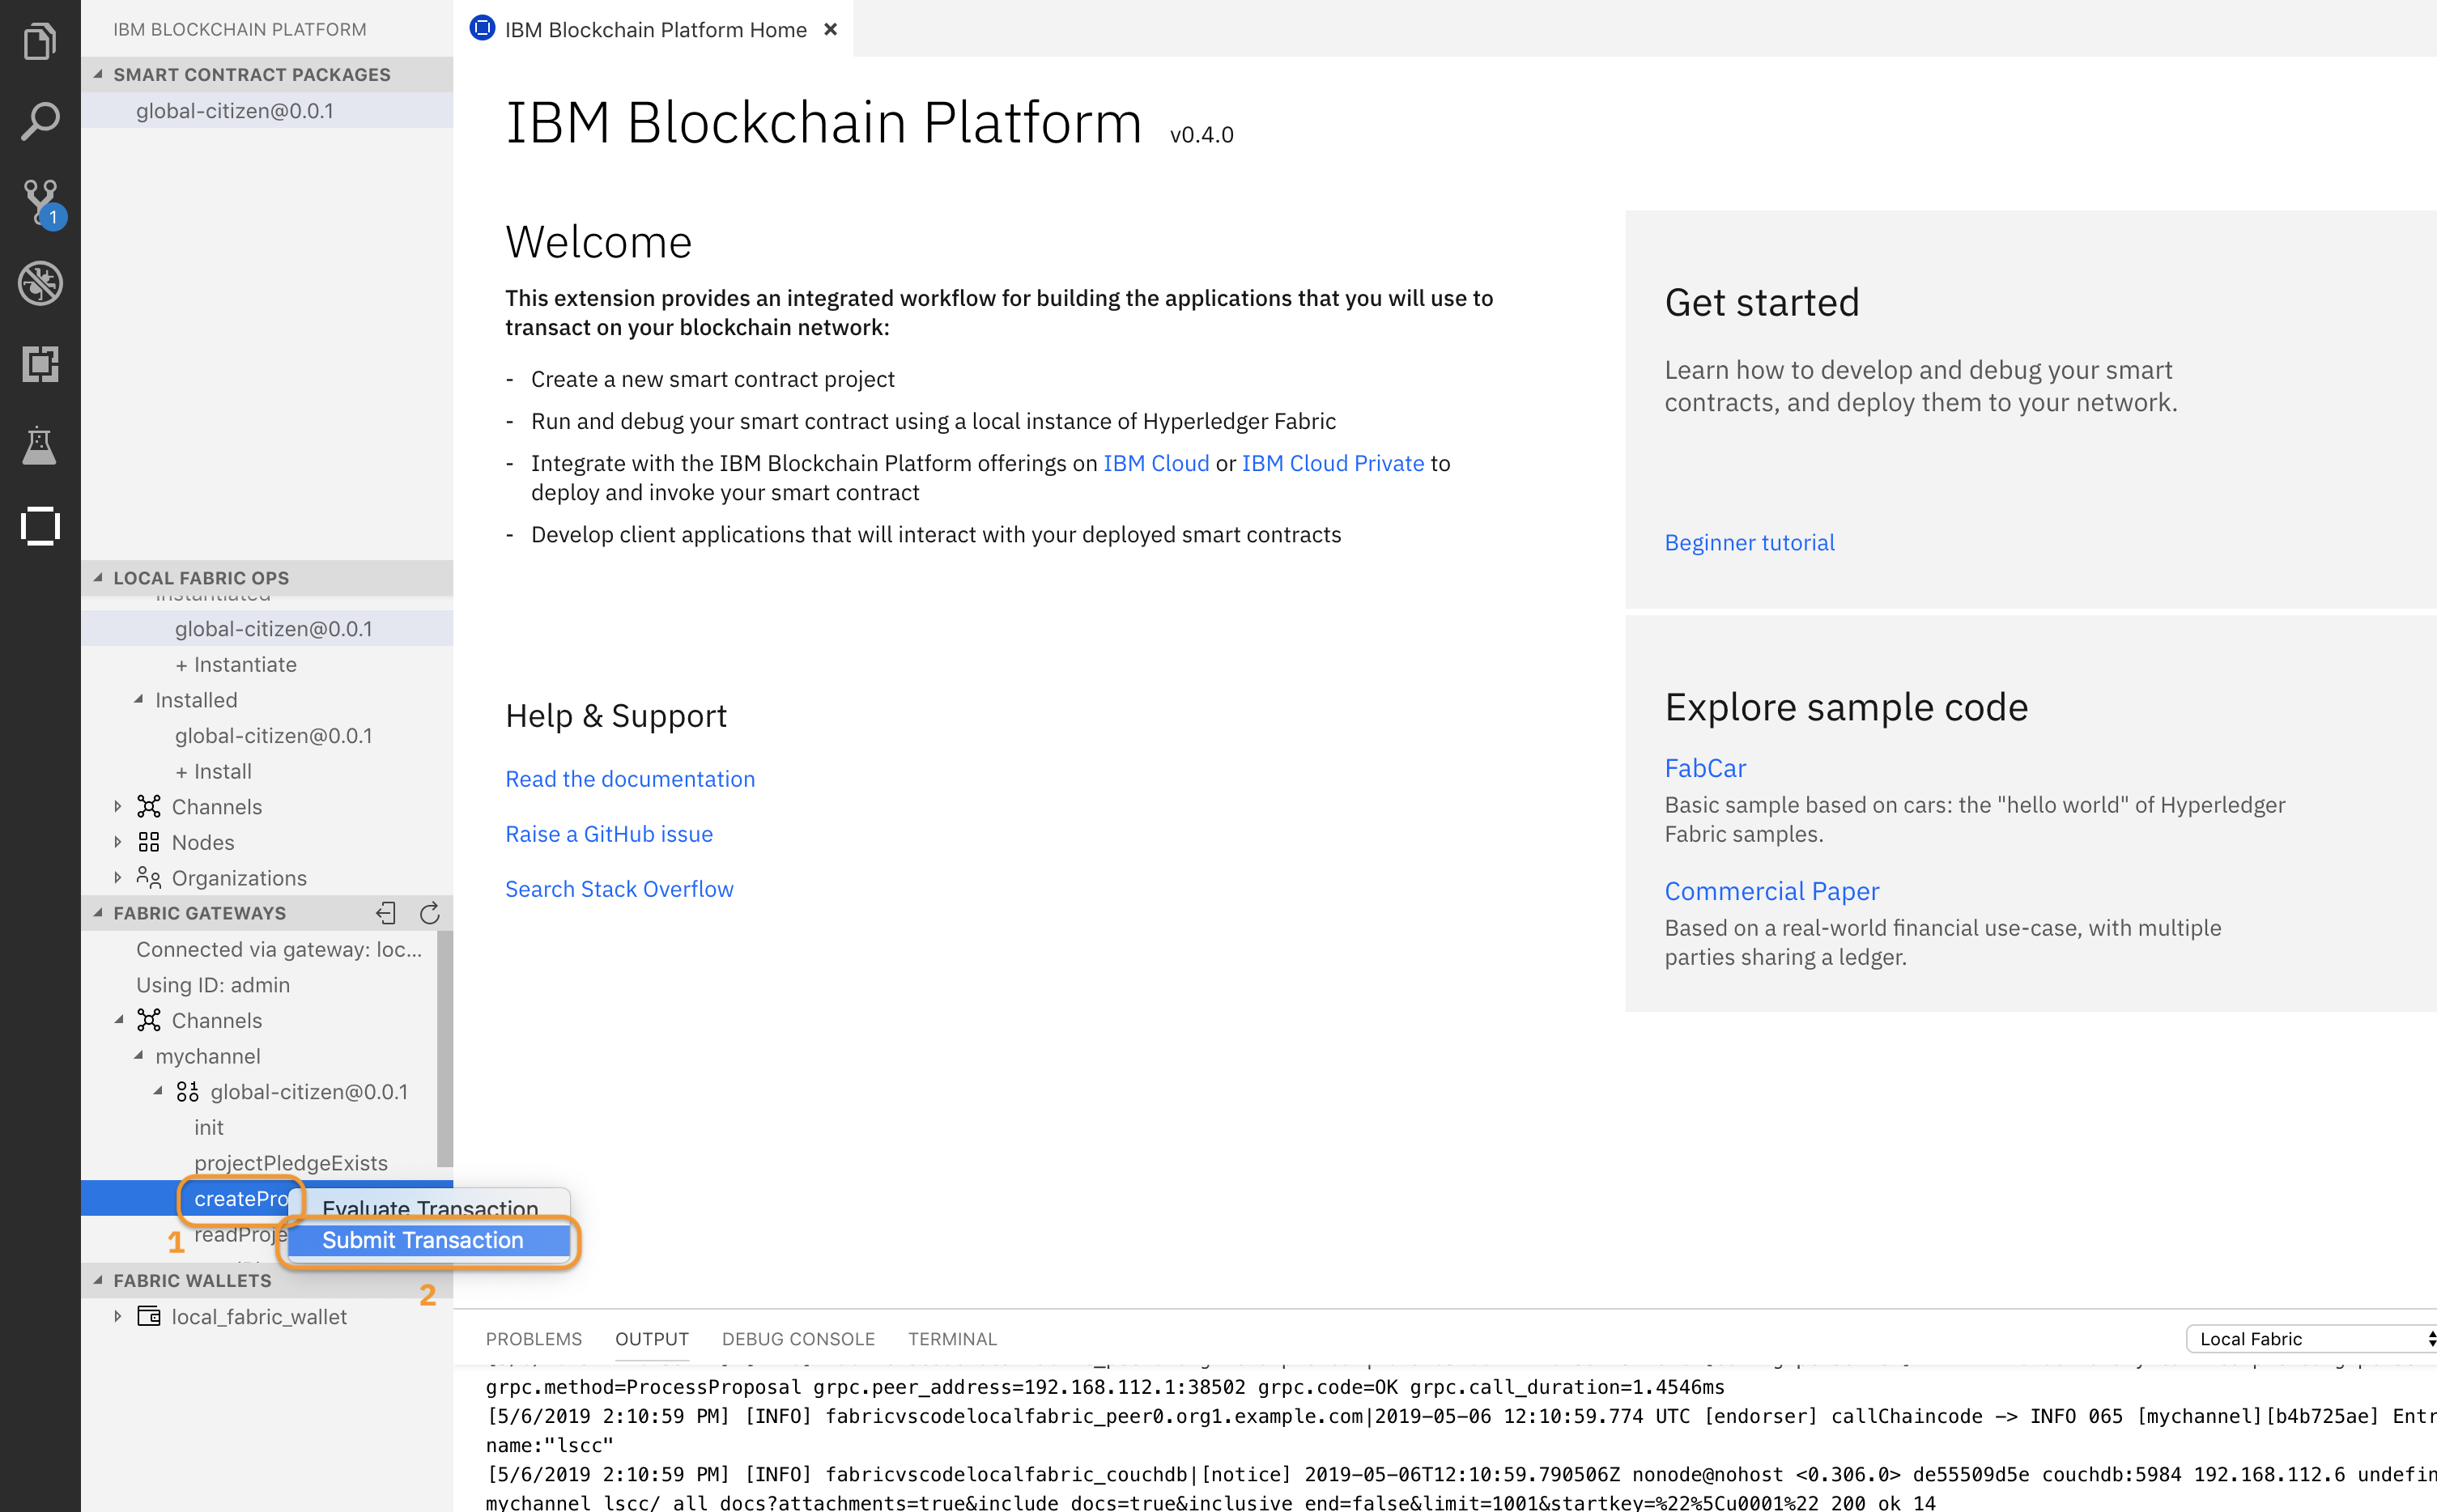 IBM BLOCKCHAIN PLATFORM
SMART CONTRACT PACKAGES
global-citizen@0.0.1
1
LOCAL FABRIC OPS
Instantiated
global-citizen@0.0.1
+ Instantiate
Installed
global-citizen@0.0.1
+ Install
Channels
Nodes
Organizations
FABRIC GATEWAYS
Connected via gateway: loc...
Using ID: admin
Channels
mychannel
global-citizen@0.0.1
init
projectPledgeExists
createPro
readProje
Evaluate Transaction
Submit Transaction
1
2
FABRIC WALLETS
local_fabric_wallet
IBM Blockchain Platform Home
IBM Blockchain Platform v0.4.0
Welcome
This extension provides an integrated workflow for building the applications that you will use to
transact on your blockchain network:
- Create a new smart contract project
- Run and debug your smart contract using a local instance of Hyperledger Fabric
- Integrate with the IBM Blockchain Platform offerings on IBM Cloud or IBM Cloud Private to
deploy and invoke your smart contract
- Develop client applications that will interact with your deployed smart contracts
Help & Support
Read the documentation
Raise a GitHub issue
Search Stack Overflow
Get started
Learn how to develop and debug your smart
contracts, and deploy them to your network.
Beginner tutorial
Explore sample code
FabCar
Basic sample based on cars: the "hello world" of Hyperledger
Fabric samples.
Commercial Paper
Based on a real-world financial use-case, with multiple
parties sharing a ledger.
PROBLEMS OUTPUT DEBUG CONSOLE TERMINAL
Local Fabric
grpc.method=ProcessProposal grpc.peer_address=192.168.112.1:38502 grpc.code=OK grpc.call_duration=1.4546ms
[5/6/2019 2:10:59 PM] [INFO] fabricvscodelocalfabric_peer0.org1.example.com|2019-05-06 12:10:59.774 UTC [endorser] callChaincode -> INFO 065 [mychannel][b4b725ae] Entr
name:"lscc"
[5/6/2019 2:10:59 PM] [INFO] fabricvscodelocalfabric_couchdb|[notice] 2019-05-06T12:10:59.790506Z nonode@nohost <0.306.0> de55509d5e couchdb:5984 192.168.112.6 undefin
mychannel_lscc/_all_docs?attachments=true&include_docs=true&inclusive_end=false&limit=1001&startkey=%22%5Cu0001%22 200 ok 14